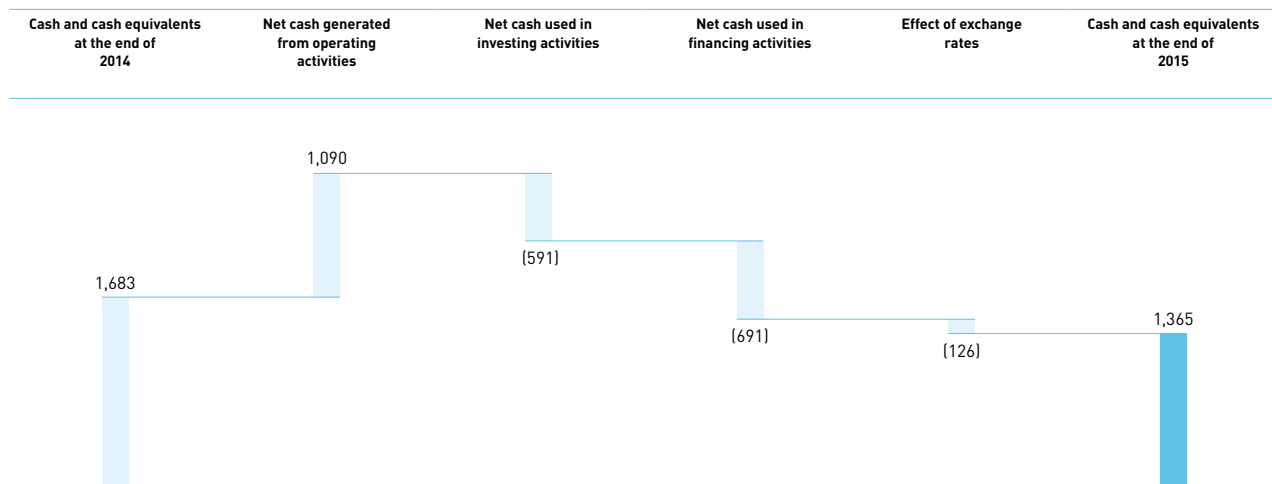 Cash and cash equivalents
at the end of
2014
Net cash generated
from operating
activities
Net cash used in
investing activities
Net cash used in
financing activities
Effect of exchange
rates
Cash and cash equivalents
at the end of
2015
1,683
1,090
(591)
(691)
(126)
1,365